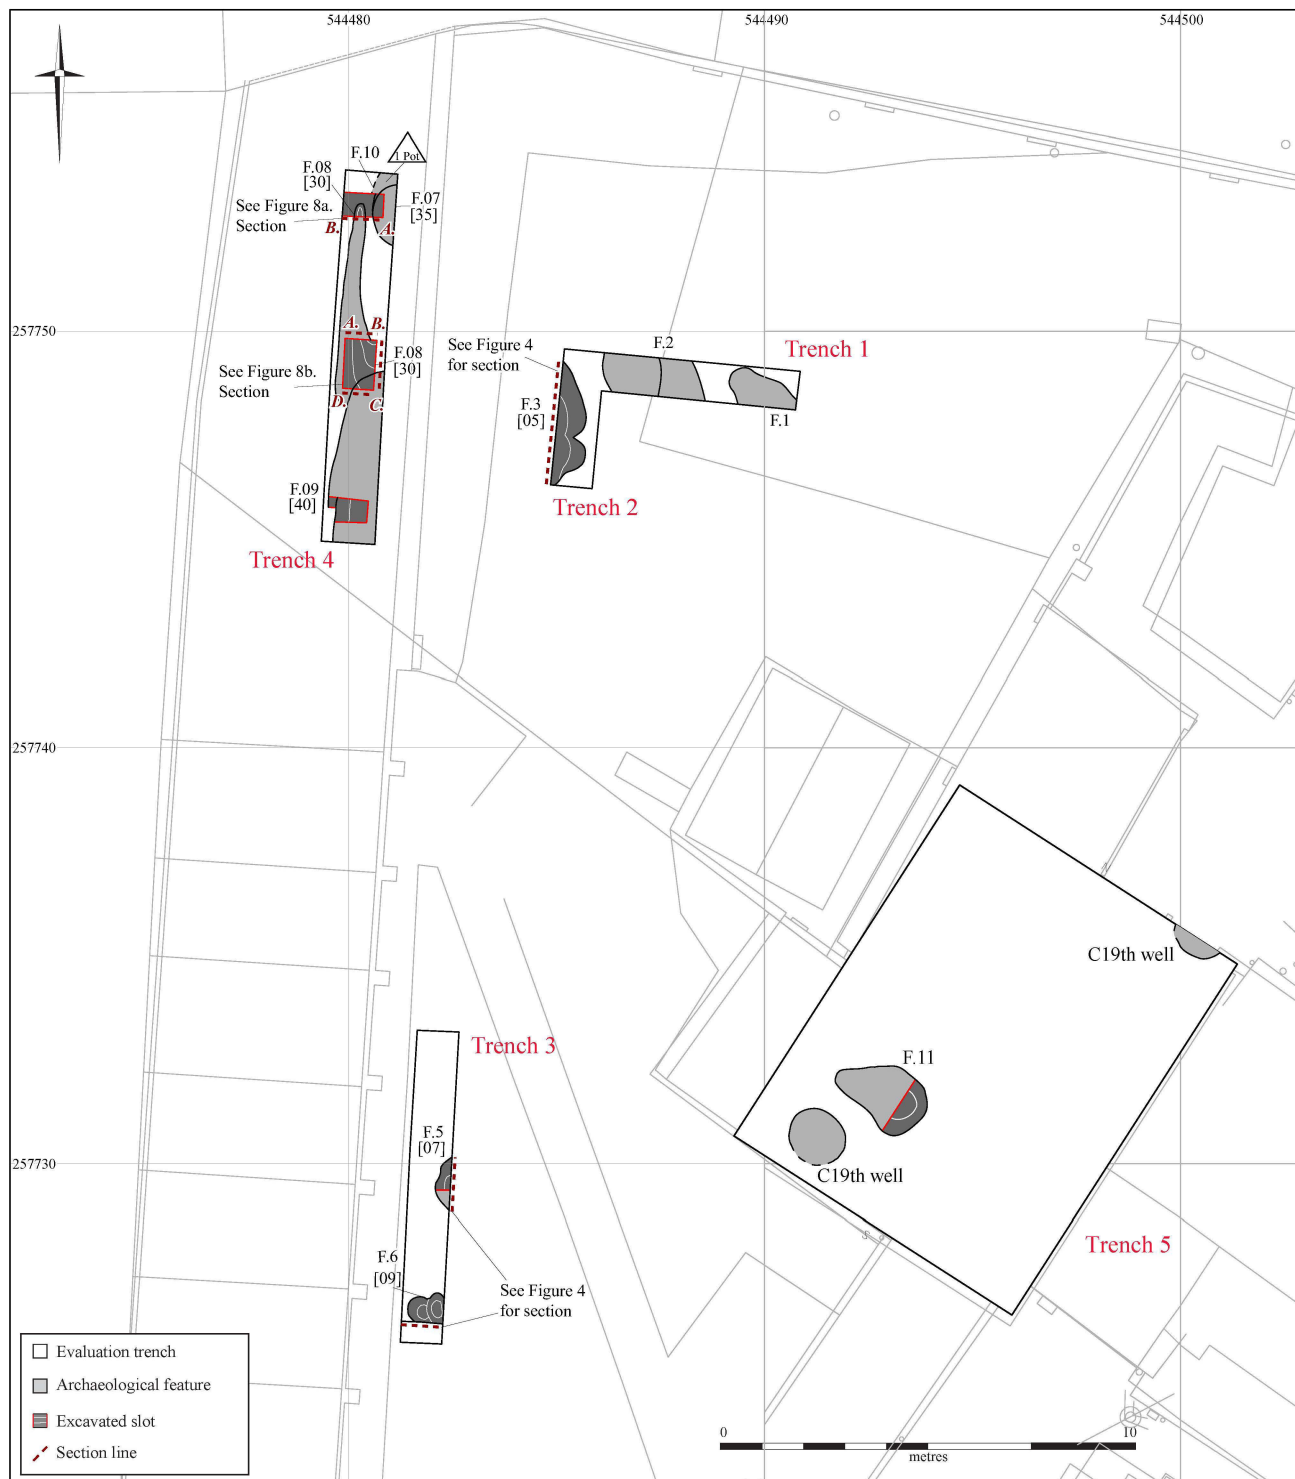 544480
544490
544500
F.10
1 Pot
F.08
[30]
F.07
[35]
See Figure 8a.
Section
B.
A.
257750
A.
B.
F.08
[30]
See Figure 8b.
Section
D.
C.
F.09
[40]
Trench 4
See Figure 4
for section
F.2
Trench 1
F.3
[05]
F.1
Trench 2
257740
C19th well
Trench 3
F.11
F.5
[07]
257730
C19th well
Trench 5
F.6
[09]
See Figure 4
for section
Evaluation trench
Archaeological feature
Excavated slot
Section line
0
10
metres